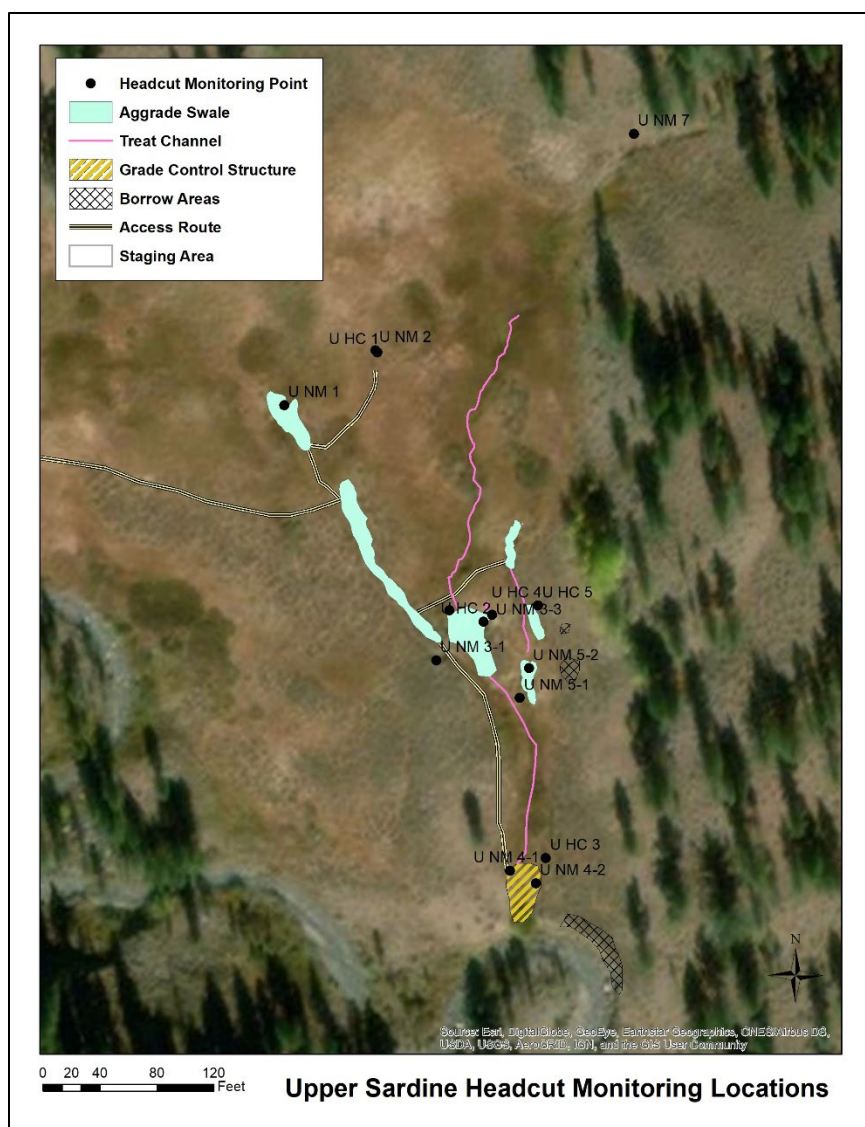 Headcut Monitoring Point
Aggrade Swale
Treat Channel
Grade Control Structure
Borrow Areas
Access Route
Staging Area
U NM 7
U HC 1
U NM 2
U NM 1
U HC 4
U HC 5
U HC 2
U NM 3-3
U NM 3-1
U NM 5-2
U NM 5-1
U HC 3
U NM 4-1
U NM 4-2
N
Source: Esri, DigitalGlobe, GeoEye, Earthstar Geographics, CNES/Airbus DS,
USDA, USGS, AeroGRID, IGN, and the GIS User Community
0 20 40 80 120
Feet
Upper Sardine Headcut Monitoring Locations